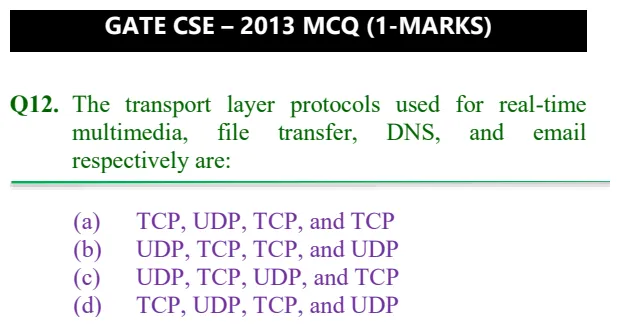 GATE CSE – 2013 MCQ (1-MARKS)
Q12. The transport layer protocols used for real-time
multimedia, file transfer, DNS, and email
respectively are:
(a) TCP, UDP, TCP, and TCP
(b) UDP, TCP, TCP, and UDP
(c) UDP, TCP, UDP, and TCP
(d) TCP, UDP, TCP, and UDP